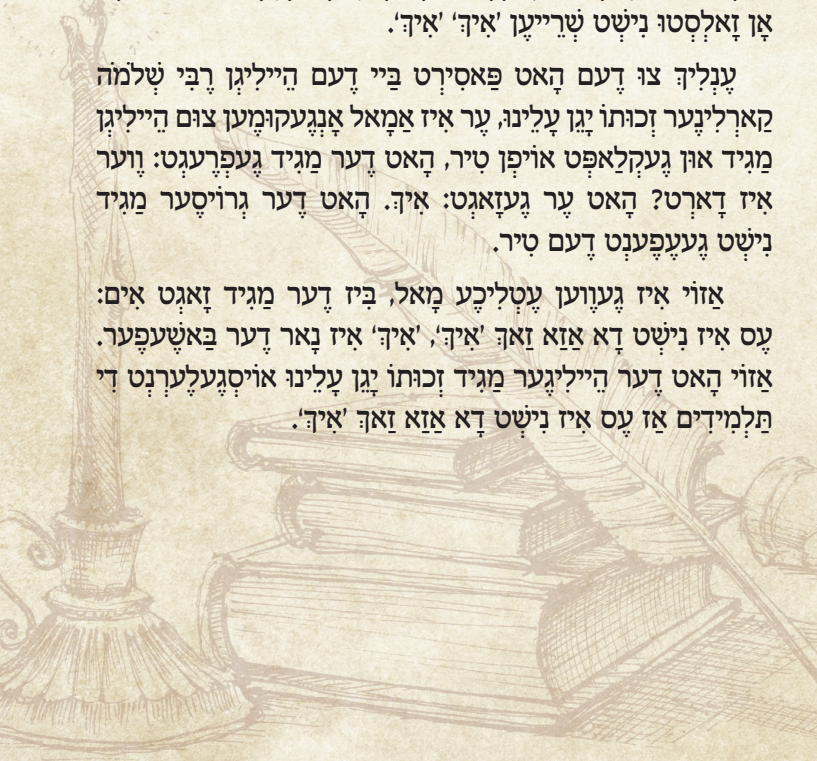 אָן זָאלְסְטוּ נִישְׁט שְׁרֵייעֶן ’אִיךְ‘ ’אִיךְ‘.
עֶנְלִיךְ צוּ דֶעם הָאט פַּאסִירְט בַּיי דֶעם הֵיילִיגְן רֶבִּי שְׁלֹמֹה
קַארְלִינֶער זְכוּתוֹ יָגֵן עָלֵינוּ, עֶר אִיז אַמָאל אָנְגֶעקוּמֶען צוּם הֵיילִיגְן
מַגִיד אוּן גֶעקְלַאפְּט אוֹיפְן טִיר, הָאט דֶער מַגִיד גֶעפְרֶעגְט: וֶוער
אִיז דָארְט? הָאט עֶר גֶעזָאגְט: אִיךְ. הָאט דֶער גְרוֹיסֶער מַגִיד
נִישְׁט גֶעעֶפֶענְט דֶעם טִיר.
אַזוֹי אִיז גֶעוֶוען עֶטְלִיכֶע מָאל, בִּיז דֶער מַגִיד זָאגְט אִים:
עֶס אִיז נִישְׁט דָא אַזַא זַאךְ ’אִיךְ‘, ’אִיךְ‘ אִיז נָאר דֶער בַּאשֶׁעפֶער.
אַזוֹי הָאט דֶער הֵיילִיגֶער מַגִיד זְכוּתוֹ יָגֵן עָלֵינוּ אוֹיסְגֶעלֶערְנְט דִי
תַּלְמִידִים אַז עֶס אִיז נִישְׁט דָא אַזַא זַאךְ ’אִיךְ‘.